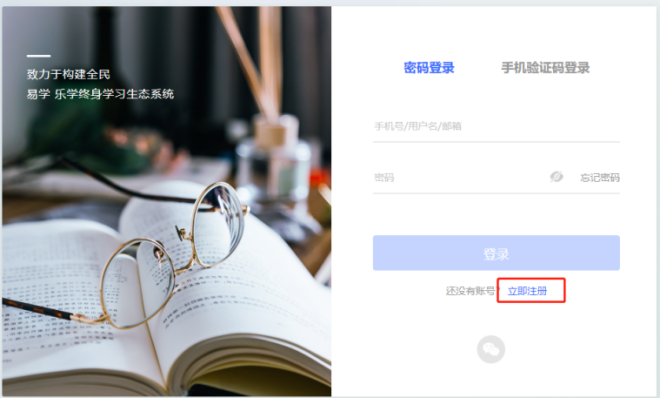 致力于构建全民
易学 乐学终身学习生态系统
密码登录 手机验证码登录
手机号/用户名/邮箱
密码 忘记密码
登录
还没有账号? 立即注册